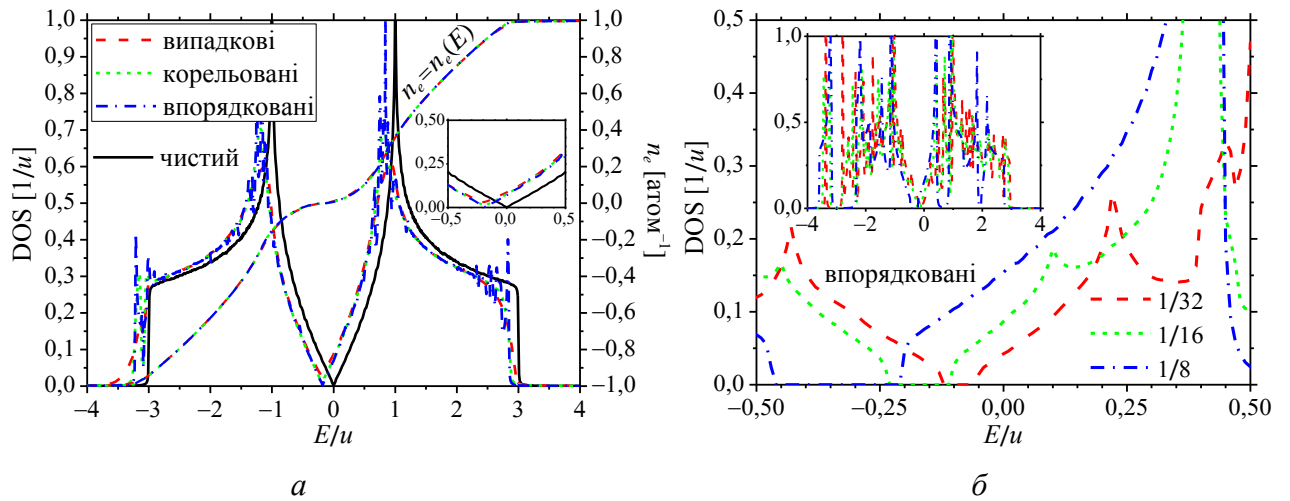 випадкові
корельовані
впорядковані
чистий
nₑ=nₑ(E)
DOS [1/u]
1,0
0,9
0,8
0,7
0,6
0,5
0,4
0,3
0,2
0,1
0,0
−4 −3 −2 −1 0 1 2 3 4
E/u
1,0
0,8
0,6
0,4
0,2
0,0
−0,2
−0,4
−0,6
−0,8
−1,0
nₑ [атом⁻¹]
0,50
0,25
0,00
−0,5 0,0 0,5
а
DOS [1/u]
0,5
0,4
0,3
0,2
0,1
0,0
−0,50 −0,25 0,00 0,25 0,50
E/u
1,0
0,5
0,0
−4 −2 0 2 4
впорядковані
1/32
1/16
1/8
б